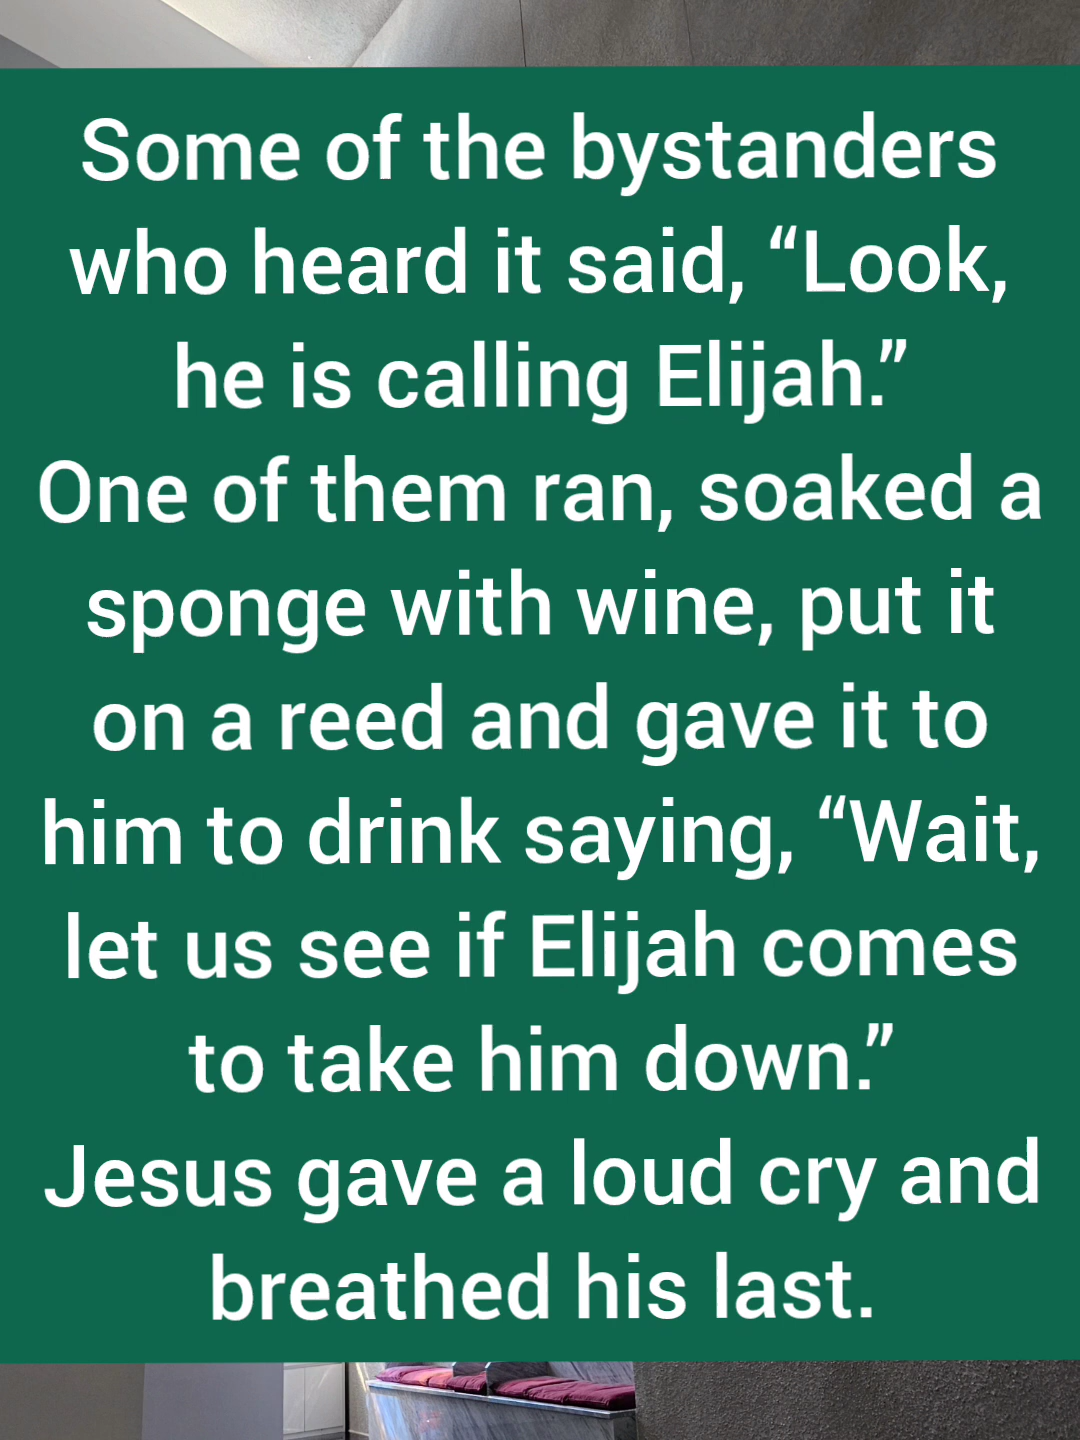 Some of the bystanders
who heard it said, “Look,
he is calling Elijah.”
One of them ran, soaked a
sponge with wine, put it
on a reed and gave it to
him to drink saying, “Wait,
let us see if Elijah comes
to take him down.”
Jesus gave a loud cry and
breathed his last.